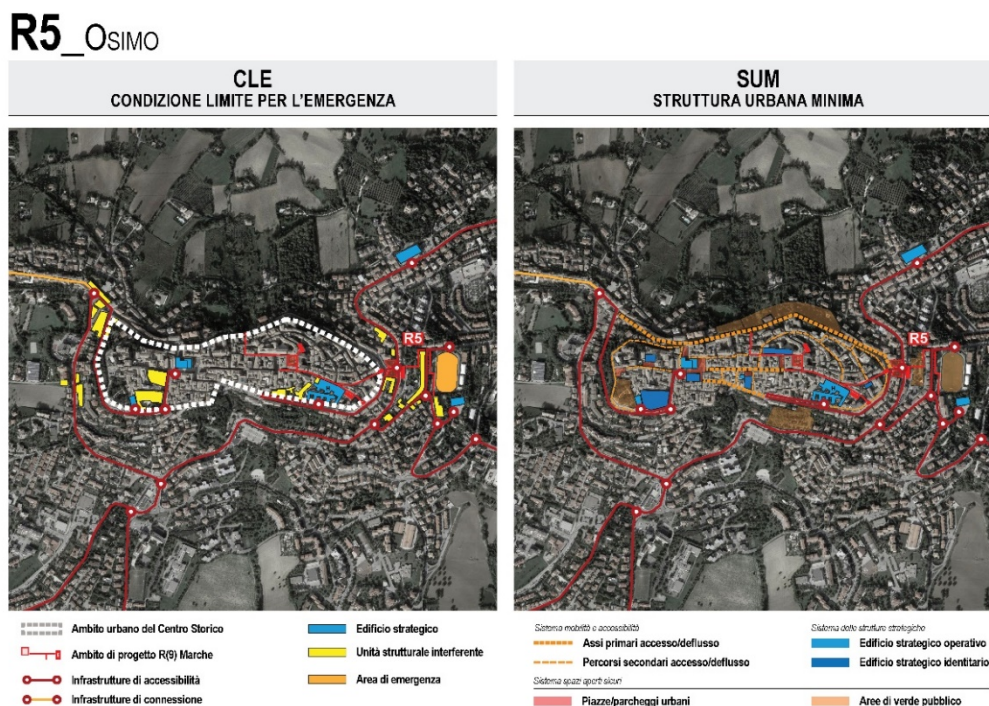 R5_OSIMO
CLE
CONDIZIONE LIMITE PER L'EMERGENZA
SUM
STRUTTURA URBANA MINIMA
R5
R5
Ambito urbano del Centro Storico
Ambito di progetto R(9) Marche
Infrastrutture di accessibilità
Infrastrutture di connessione
Edificio strategico
Unità strutturale interferente
Area di emergenza
Sistema mobilità e accessibilità
Assi primari accesso/deflusso
Percorsi secondari accesso/deflusso
Sistema spazi aperti sicuri
Piazze/parcheggi urbani
Sistema delle strutture strategiche
Edificio strategico operativo
Edificio strategico identitario
Aree di verde pubblico